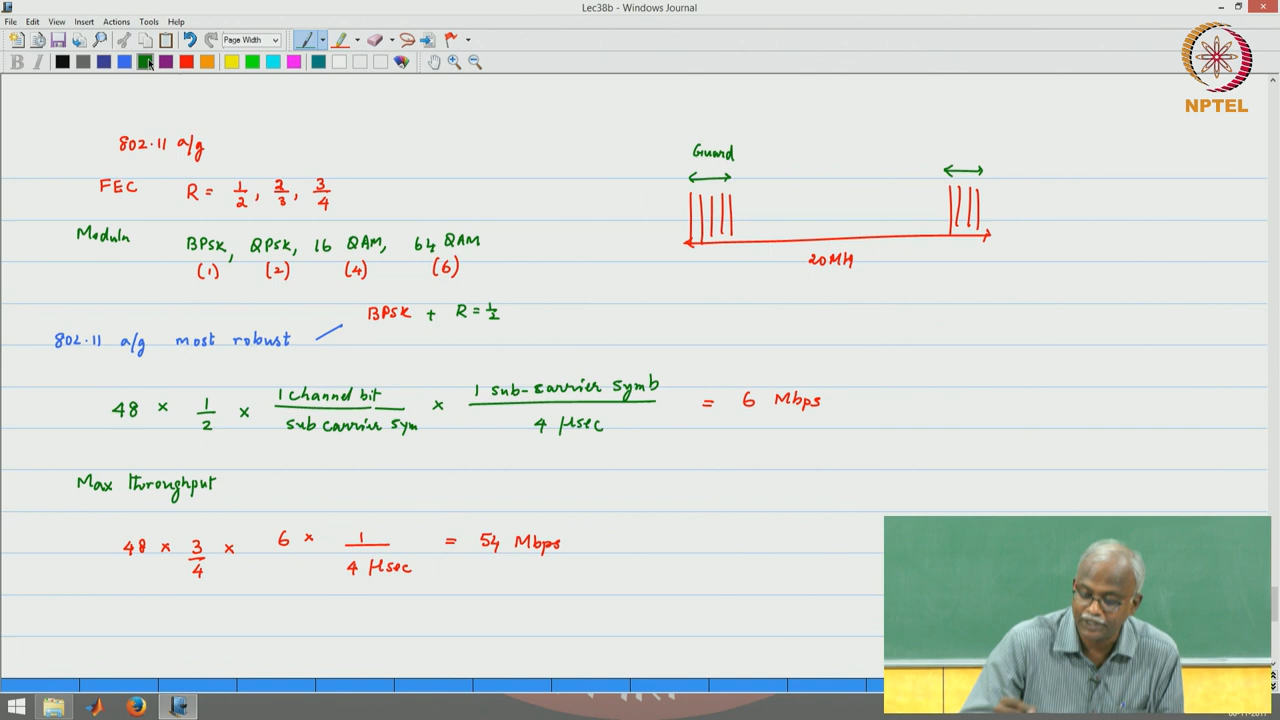 Lec38b - Windows Journal
File Edit View Insert Actions Tools Help
Page Width
B I
NPTEL
802.11 a/g
FEC R = 1/2, 2/3, 3/4
Moduln BPSK, QPSK, 16 QAM, 64 QAM
(1) (2) (4) (6)
Guard
20MH
BPSK + R = 1/2
802.11 a/g most robust
48 × 1/2 × 1 channel bit / sub carrier sym × 1 sub-carrier symb / 4 μsec = 6 Mbps
Max throughput
48 × 3/4 × 6 × 1 / 4 μsec = 54 Mbps